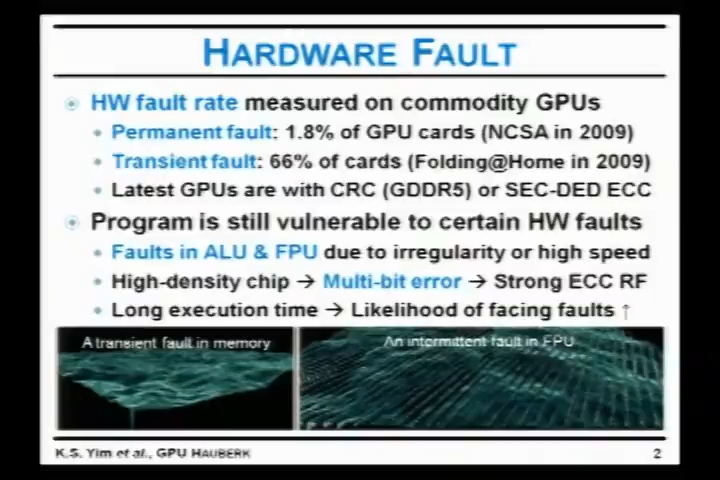 HARDWARE FAULT
HW fault rate measured on commodity GPUs
Permanent fault: 1.8% of GPU cards (NCSA in 2009)
Transient fault: 66% of cards (Folding@Home in 2009)
Latest GPUs are with CRC (GDDR5) or SEC-DED ECC
Program is still vulnerable to certain HW faults
Faults in ALU & FPU due to irregularity or high speed
High-density chip → Multi-bit error → Strong ECC RF
Long execution time → Likelihood of facing faults ↑
A transient fault in memory
An intermittent fault in FPU
K.S. Yim et al., GPU HAUBERK
2